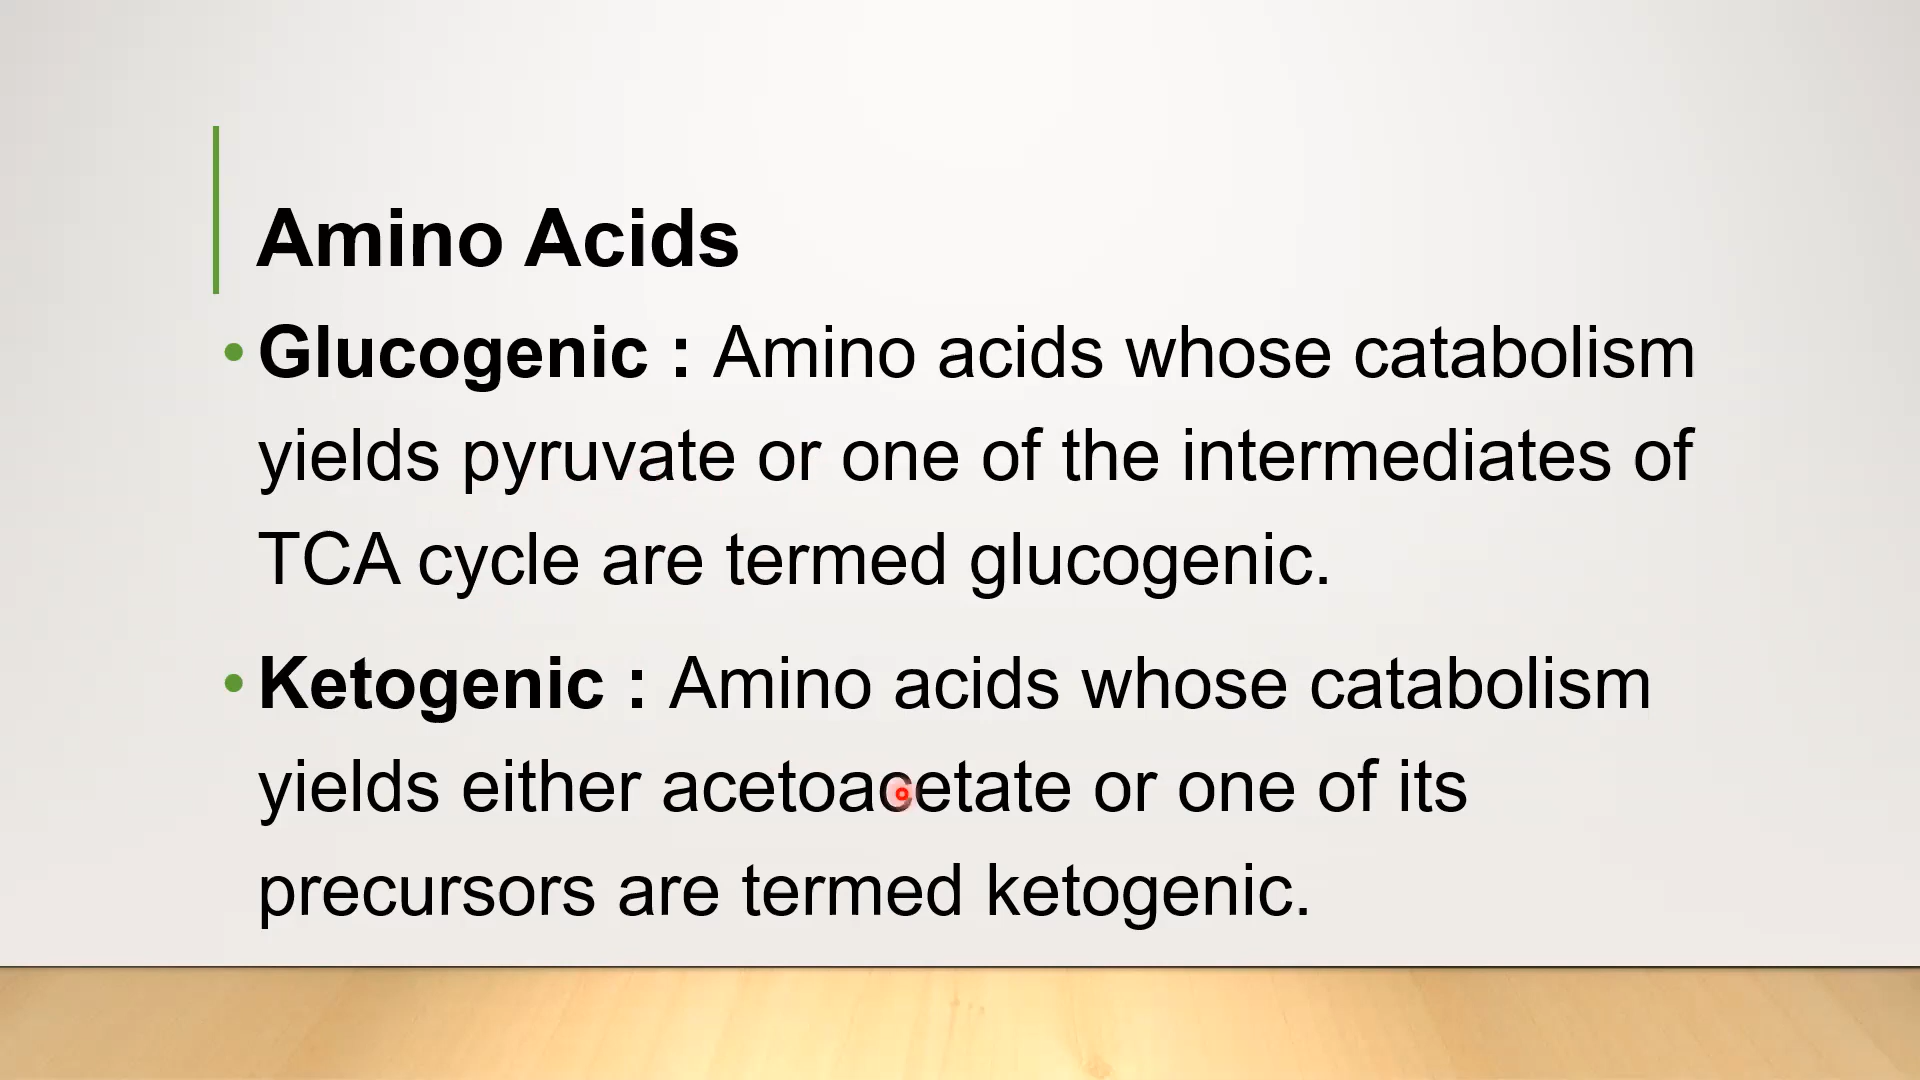 Amino Acids
• Glucogenic : Amino acids whose catabolism
yields pyruvate or one of the intermediates of
TCA cycle are termed glucogenic.
• Ketogenic : Amino acids whose catabolism
yields either acetoacetate or one of its
precursors are termed ketogenic.